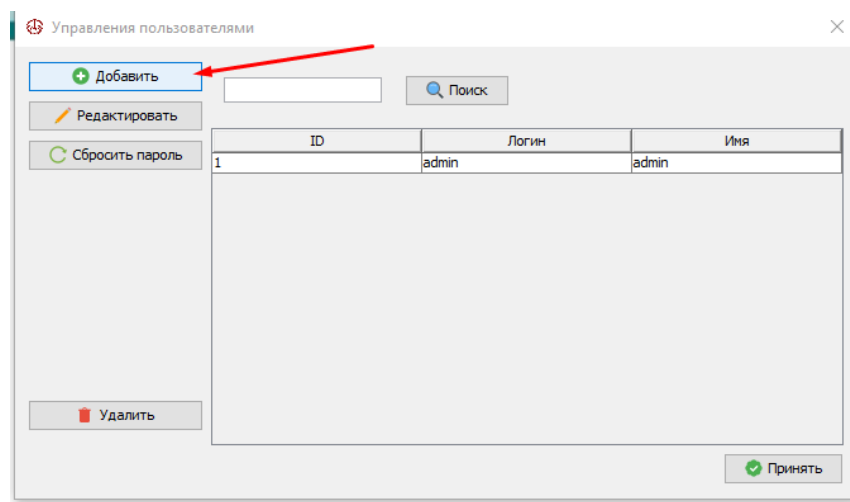 Управления пользователями
Добавить
Поиск
Редактировать
Сбросить пароль
ID Логин Имя
1 admin admin
Удалить
Принять